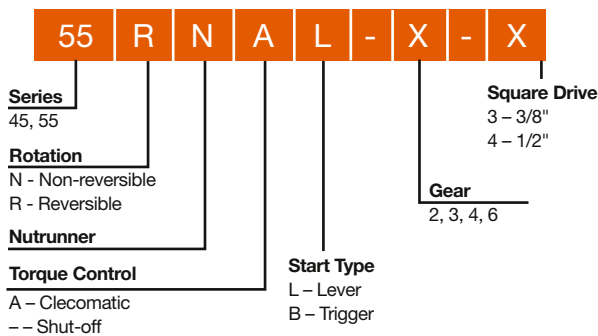 55 R N A L - X - X
Series
45, 55
Rotation
N - Non-reversible
R - Reversible
Nutrunner
Torque Control
A – Clecomatic
– – Shut-off
Start Type
L – Lever
B – Trigger
Gear
2, 3, 4, 6
Square Drive
3 – 3/8"
4 – 1/2"